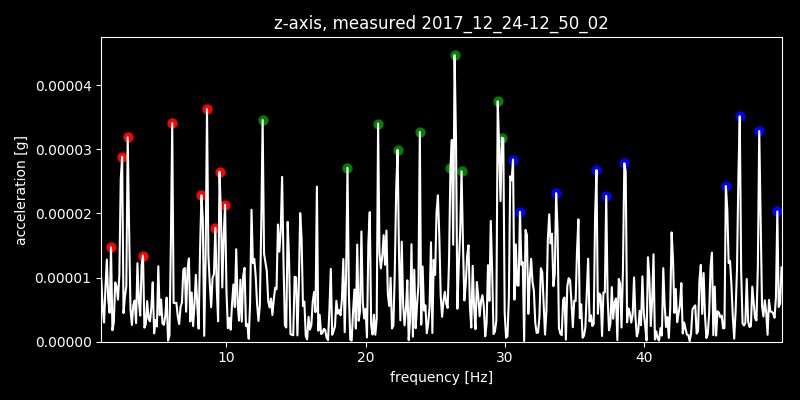 z-axis, measured 2017_12_24-12_50_02
acceleration [g]
0.00004
0.00003
0.00002
0.00001
0.00000
10 20 30 40
frequency [Hz]